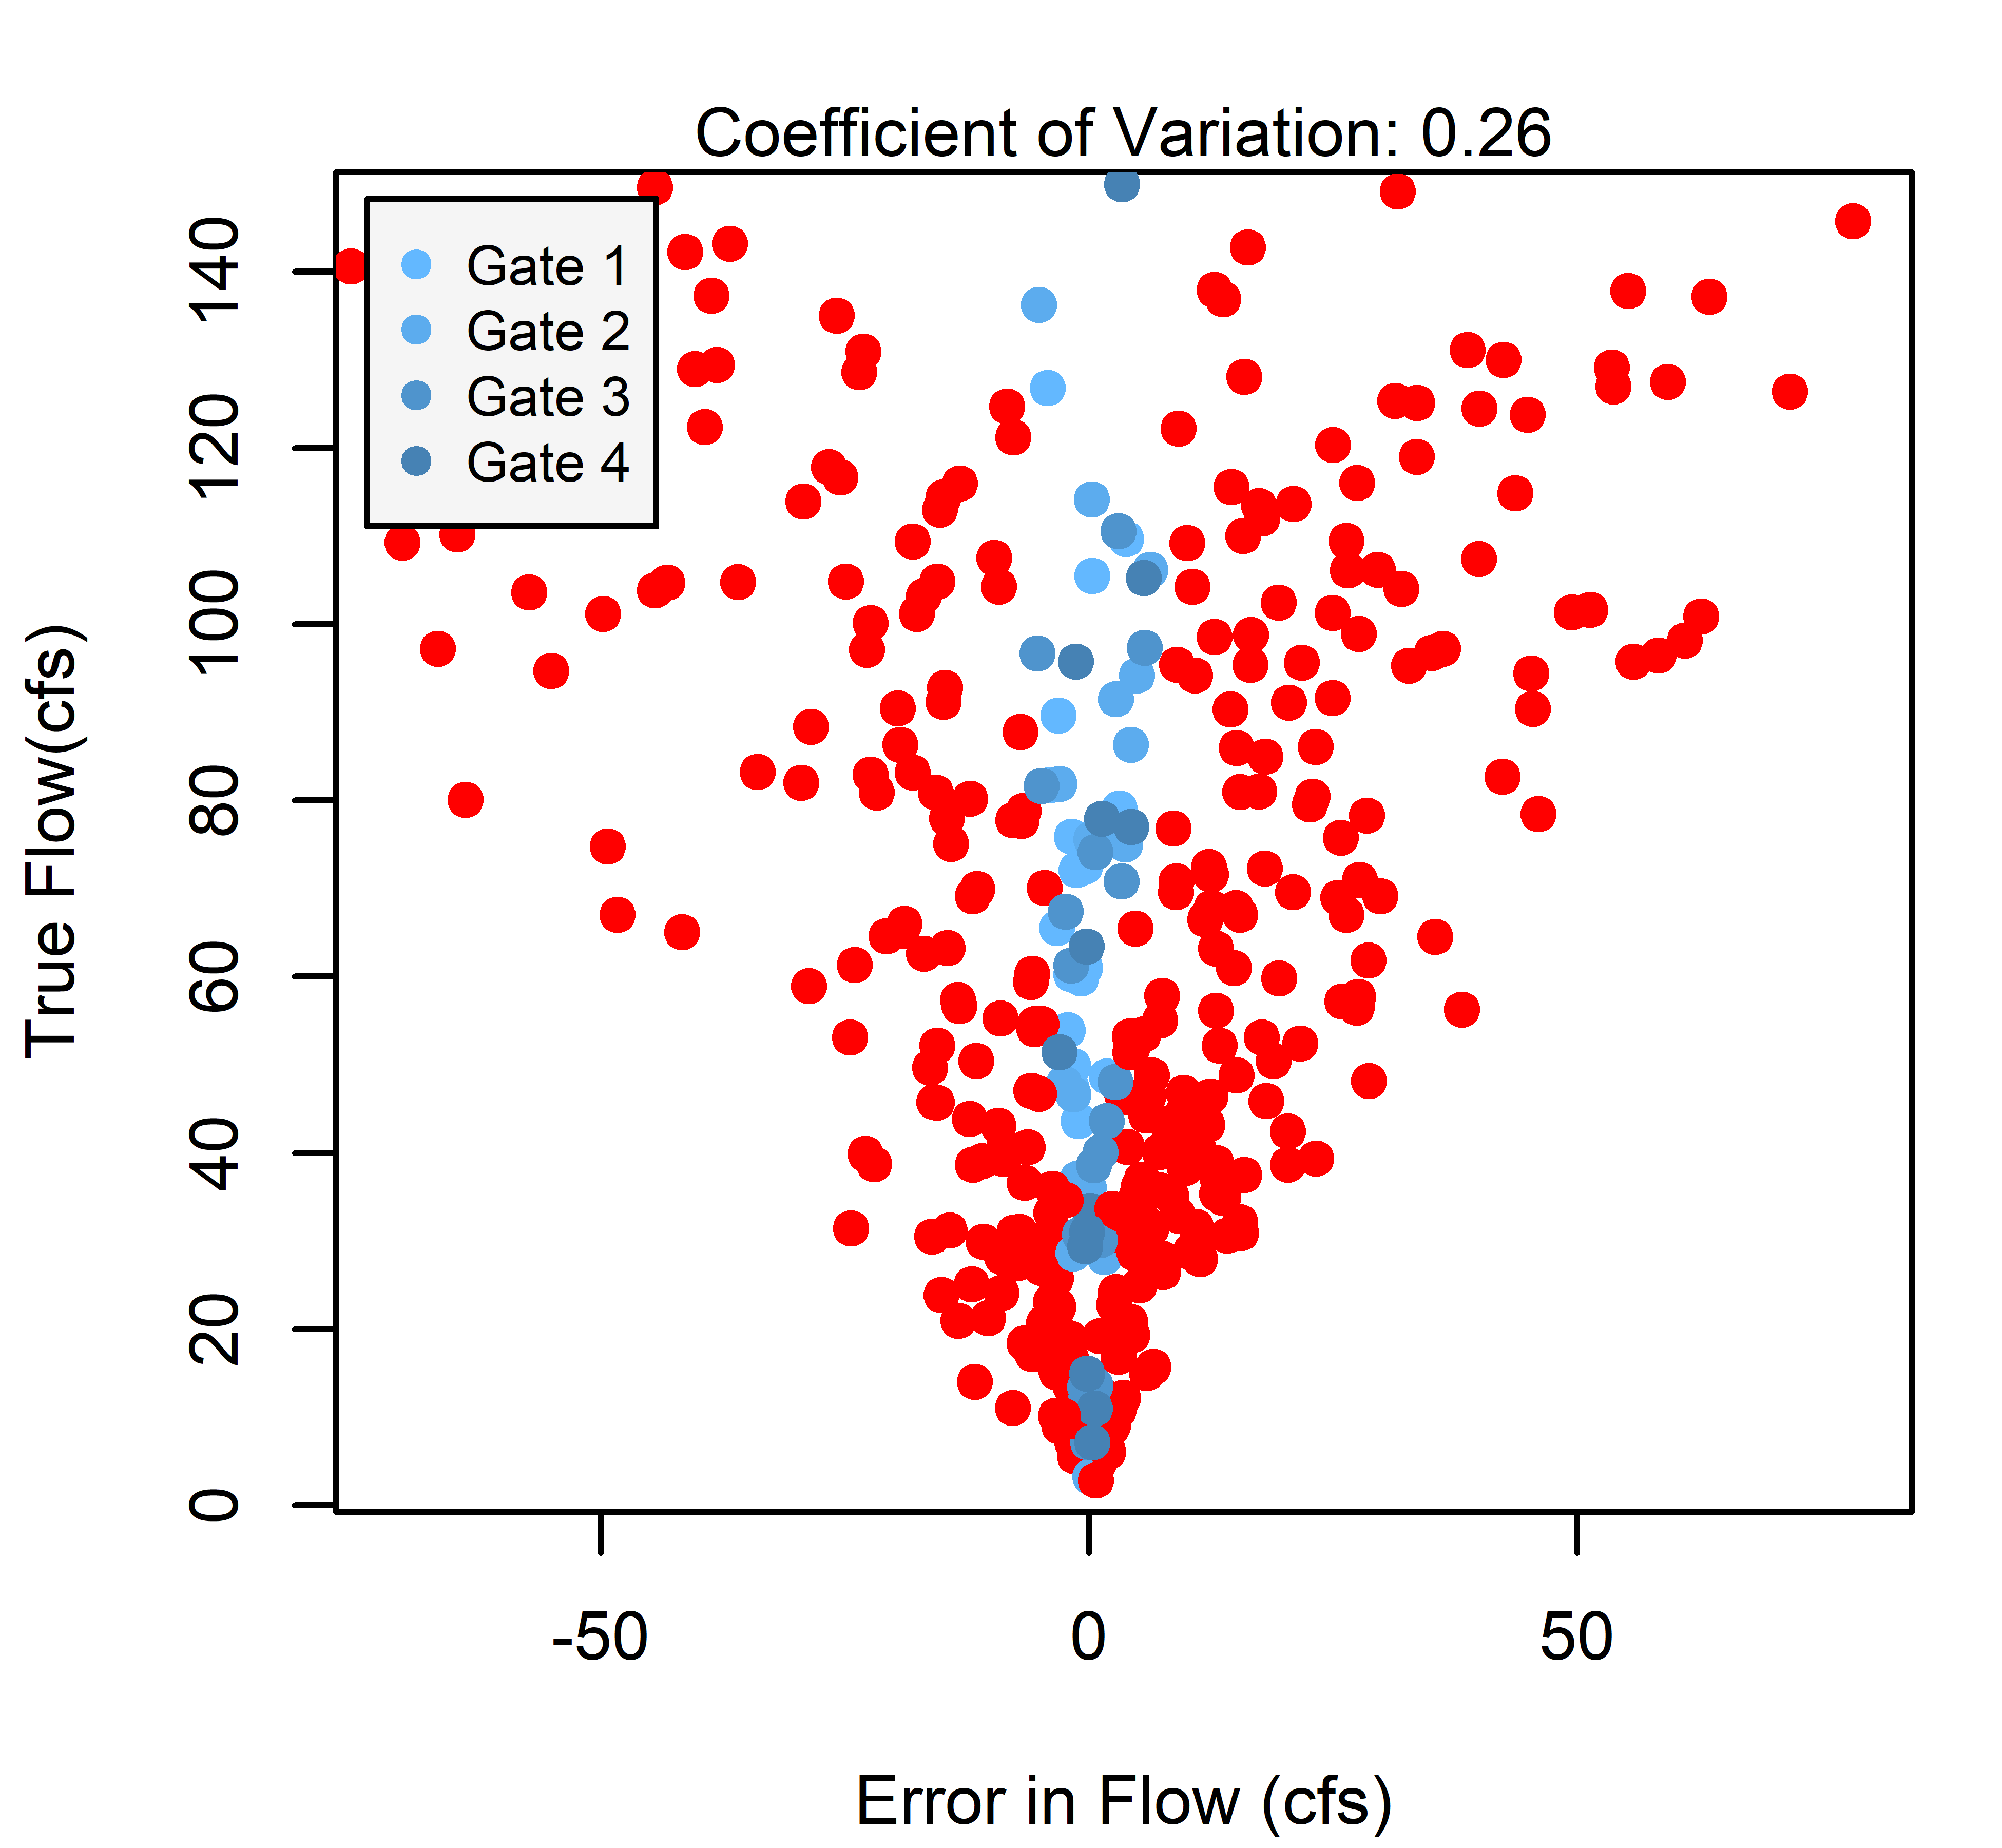 Coefficient of Variation: 0.26
Gate 1
Gate 2
Gate 3
Gate 4
True Flow(cfs)
140
120
100
80
60
40
20
0
-50 0 50
Error in Flow (cfs)